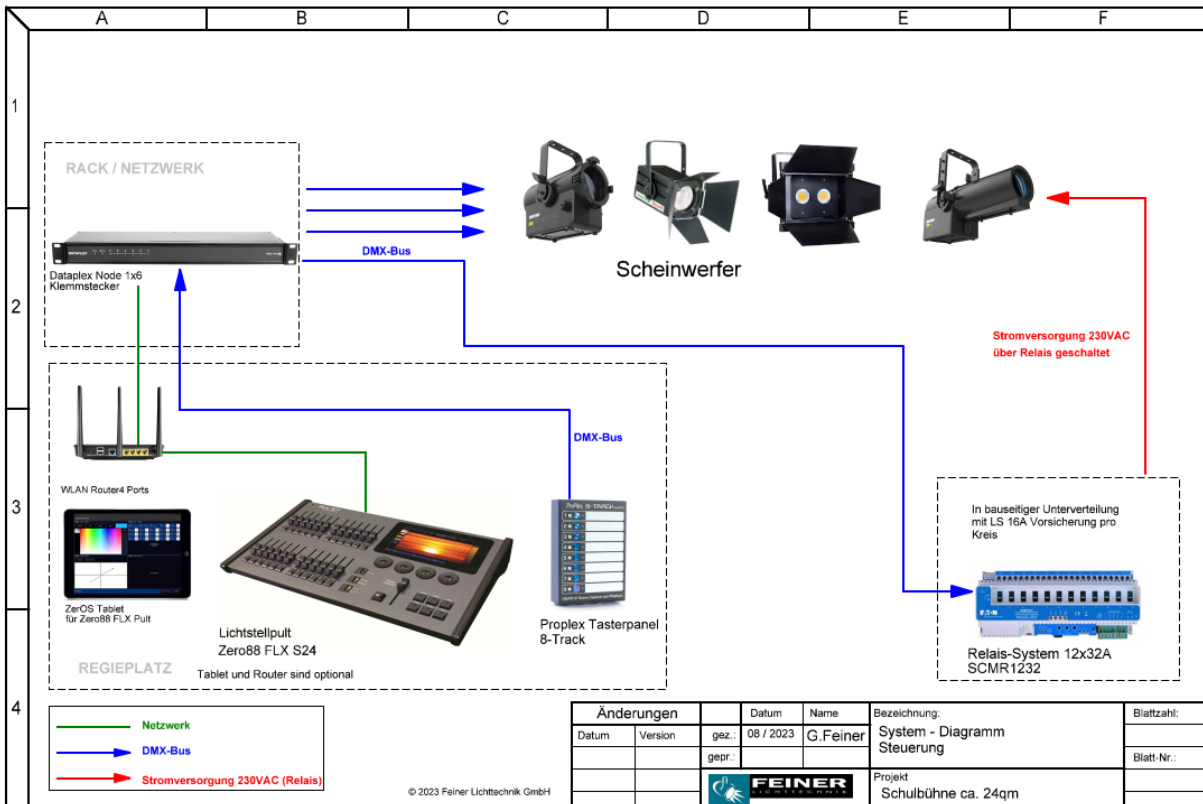 A B C D E F
1
RACK / NETZWERK
DMX-Bus
Dataplex Node 1x6
Klemmstecker
Scheinwerfer
2
Stromversorgung 230VAC
über Relais geschaltet
DMX-Bus
WLAN Router4 Ports
3
In bauseitiger Unterverteilung
mit LS 16A Vorsicherung pro
Kreis
ZerOS Tablet
für Zero88 FLX Pult
Lichtstellpult
Zero88 FLX S24
Proplex Tasterpanel
8-Track
Relais-System 12x32A
SCMR1232
REGIEPLATZ
Tablet und Router sind optional
4
Netzwerk
DMX-Bus
Stromversorgung 230VAC (Relais)
© 2023 Feiner Lichttechnik GmbH
Änderungen Datum Name Bezeichnung: Blattzahl:
Datum Version gez.: 08 / 2023 G.Feiner System - Diagramm
Steuerung
gepr.: Blatt-Nr.:
FEINER
LICHTTECHNIK
Projekt
Schulbühne ca. 24qm